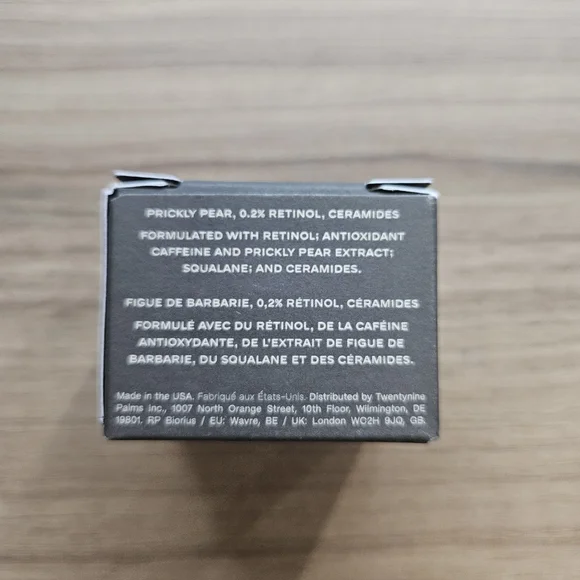 PRICKLY PEAR, 0.2% RETINOL, CERAMIDES
FORMULATED WITH RETINOL; ANTIOXIDANT
CAFFEINE AND PRICKLY PEAR EXTRACT;
SQUALANE; AND CERAMIDES.
FIGUE DE BARBARIE, 0,2% RÉTINOL, CÉRAMIDES
FORMULÉ AVEC DU RÉTINOL, DE LA CAFÉINE
ANTIOXYDANTE, DE L'EXTRAIT DE FIGUE DE
BARBARIE, DU SQUALANE ET DES CÉRAMIDES.
Made in the USA. Fabriqué aux États-Unis. Distributed by Twentynine
Palms Inc., 1007 North Orange Street, 10th Floor, Wilmington, DE
19801. RP Biorius / EU: Wavre, BE / UK: London WC2H 9JQ, GB.